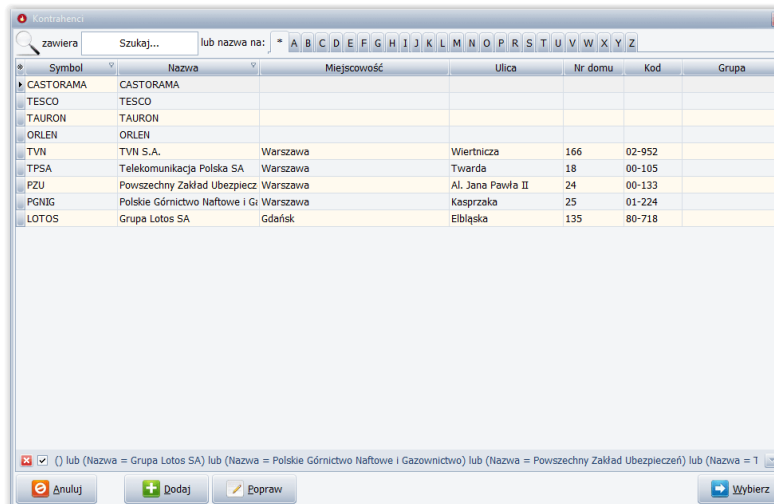 Kontrahenci
zawiera Szukaj... lub nazwa na: * A B C D E F G H I J K L M N O P R S T U V W X Y Z
Symbol Nazwa Miejscowość Ulica Nr domu Kod Grupa
CASTORAMA CASTORAMA
TESCO TESCO
TAURON TAURON
ORLEN ORLEN
TVN TVN S.A. Warszawa Wiertnicza 166 02-952
TPSA Telekomunikacja Polska SA Warszawa Twarda 18 00-105
PZU Powszechny Zakład Ubezpiecz Warszawa Al. Jana Pawła II 24 00-133
PGNIG Polskie Górnictwo Naftowe i Ga Warszawa Kasprzaka 25 01-224
LOTOS Grupa Lotos SA Gdańsk Elbląska 135 80-718
() lub (Nazwa = Grupa Lotos SA) lub (Nazwa = Polskie Górnictwo Naftowe i Gazownictwo) lub (Nazwa = Powszechny Zakład Ubezpieczeń) lub (Nazwa = T
Anuluj Dodaj Popraw Wybierz